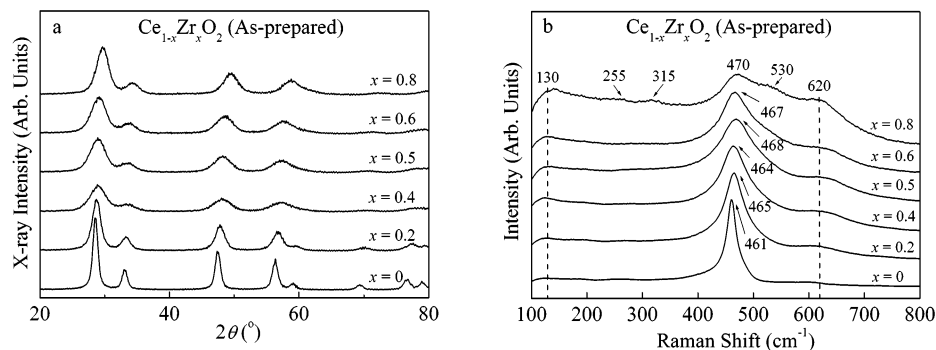 a
Ce1-xZrxO2 (As-prepared)
X-ray Intensity (Arb. Units)
x = 0.8
x = 0.6
x = 0.5
x = 0.4
x = 0.2
x = 0
20 40 60 80
2θ (°)
b
Ce1-xZrxO2 (As-prepared)
Intensity (Arb. Units)
130 255 315 470 530 620
467
468
464
465
461
x = 0.8
x = 0.6
x = 0.5
x = 0.4
x = 0.2
x = 0
100 200 300 400 500 600 700 800
Raman Shift (cm-1)